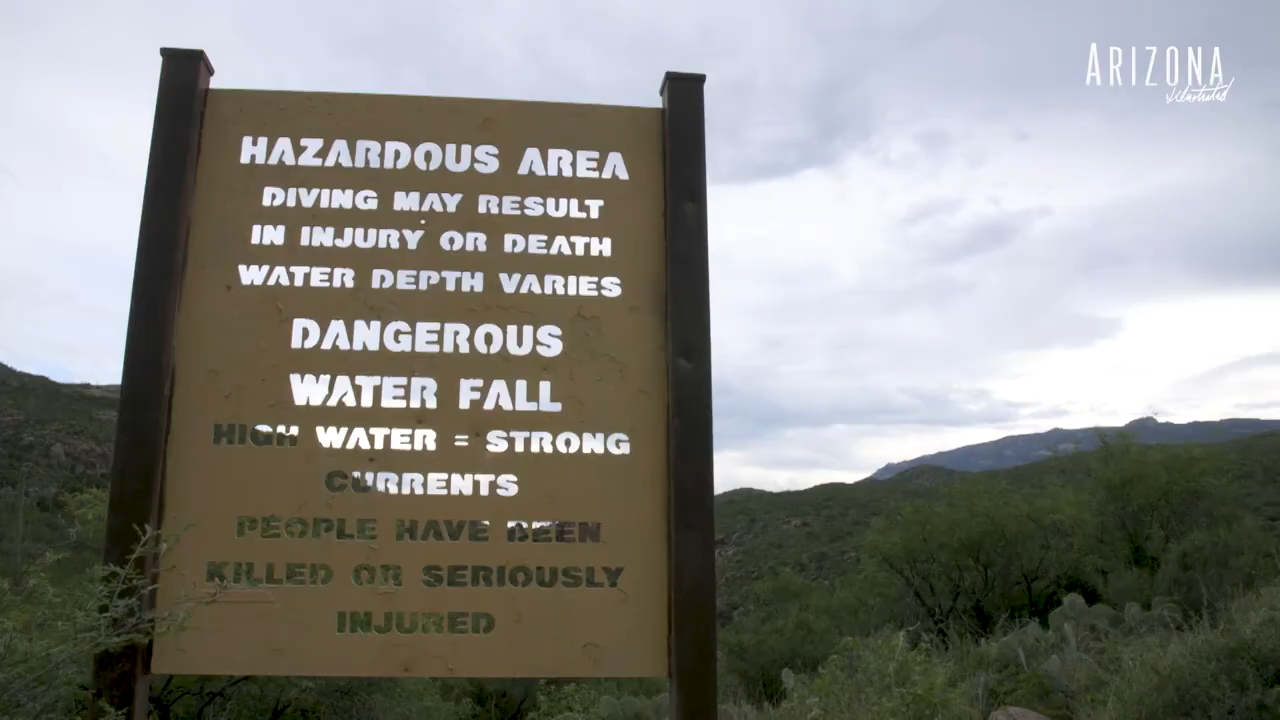 ARIZONA
Illustrated
HAZARDOUS AREA
DIVING MAY RESULT
IN INJURY OR DEATH
WATER DEPTH VARIES
DANGEROUS
WATER FALL
HIGH WATER = STRONG
CURRENTS
PEOPLE HAVE BEEN
KILLED OR SERIOUSLY
INJURED